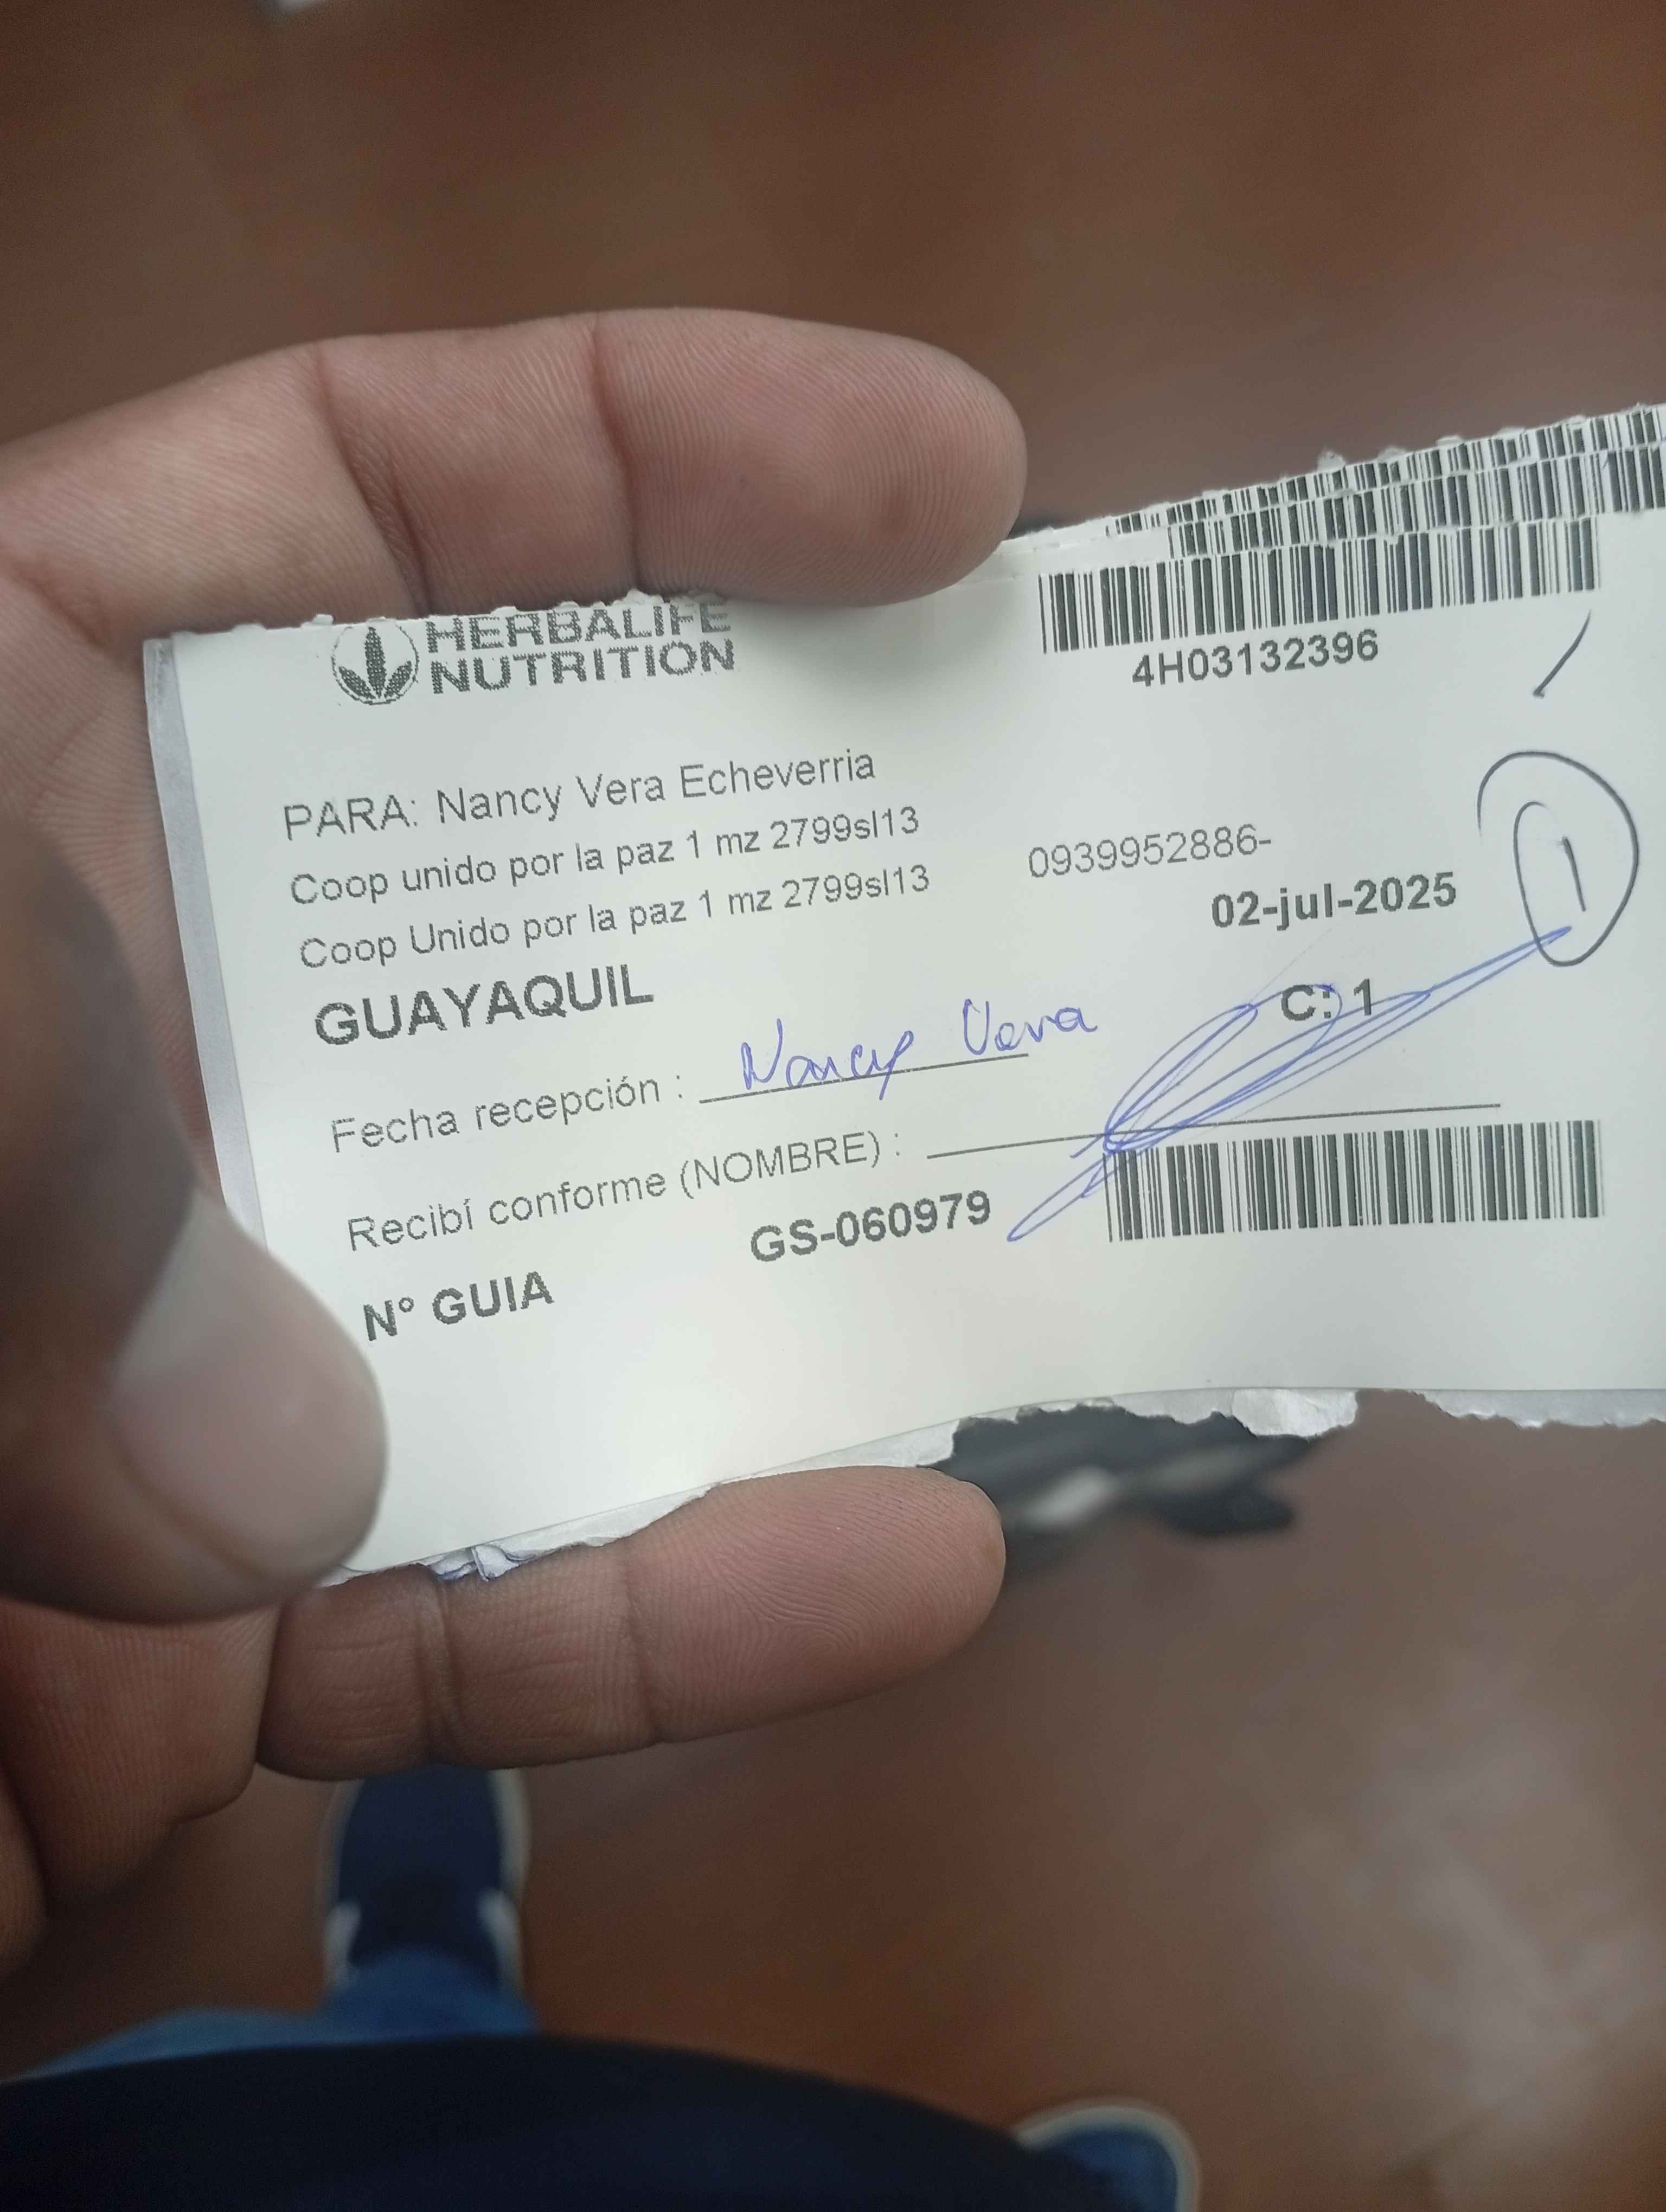 HERBALIFE
NUTRITION
4H03132396
PARA: Nancy Vera Echeverria
Coop unido por la paz 1 mz 2799sl13
Coop Unido por la paz 1 mz 2799sl13
0939952886-
GUAYAQUIL
02-jul-2025
1
C: 1
Fecha recepción : Nancy Vera
Recibí conforme (NOMBRE) :
N° GUIA GS-060979